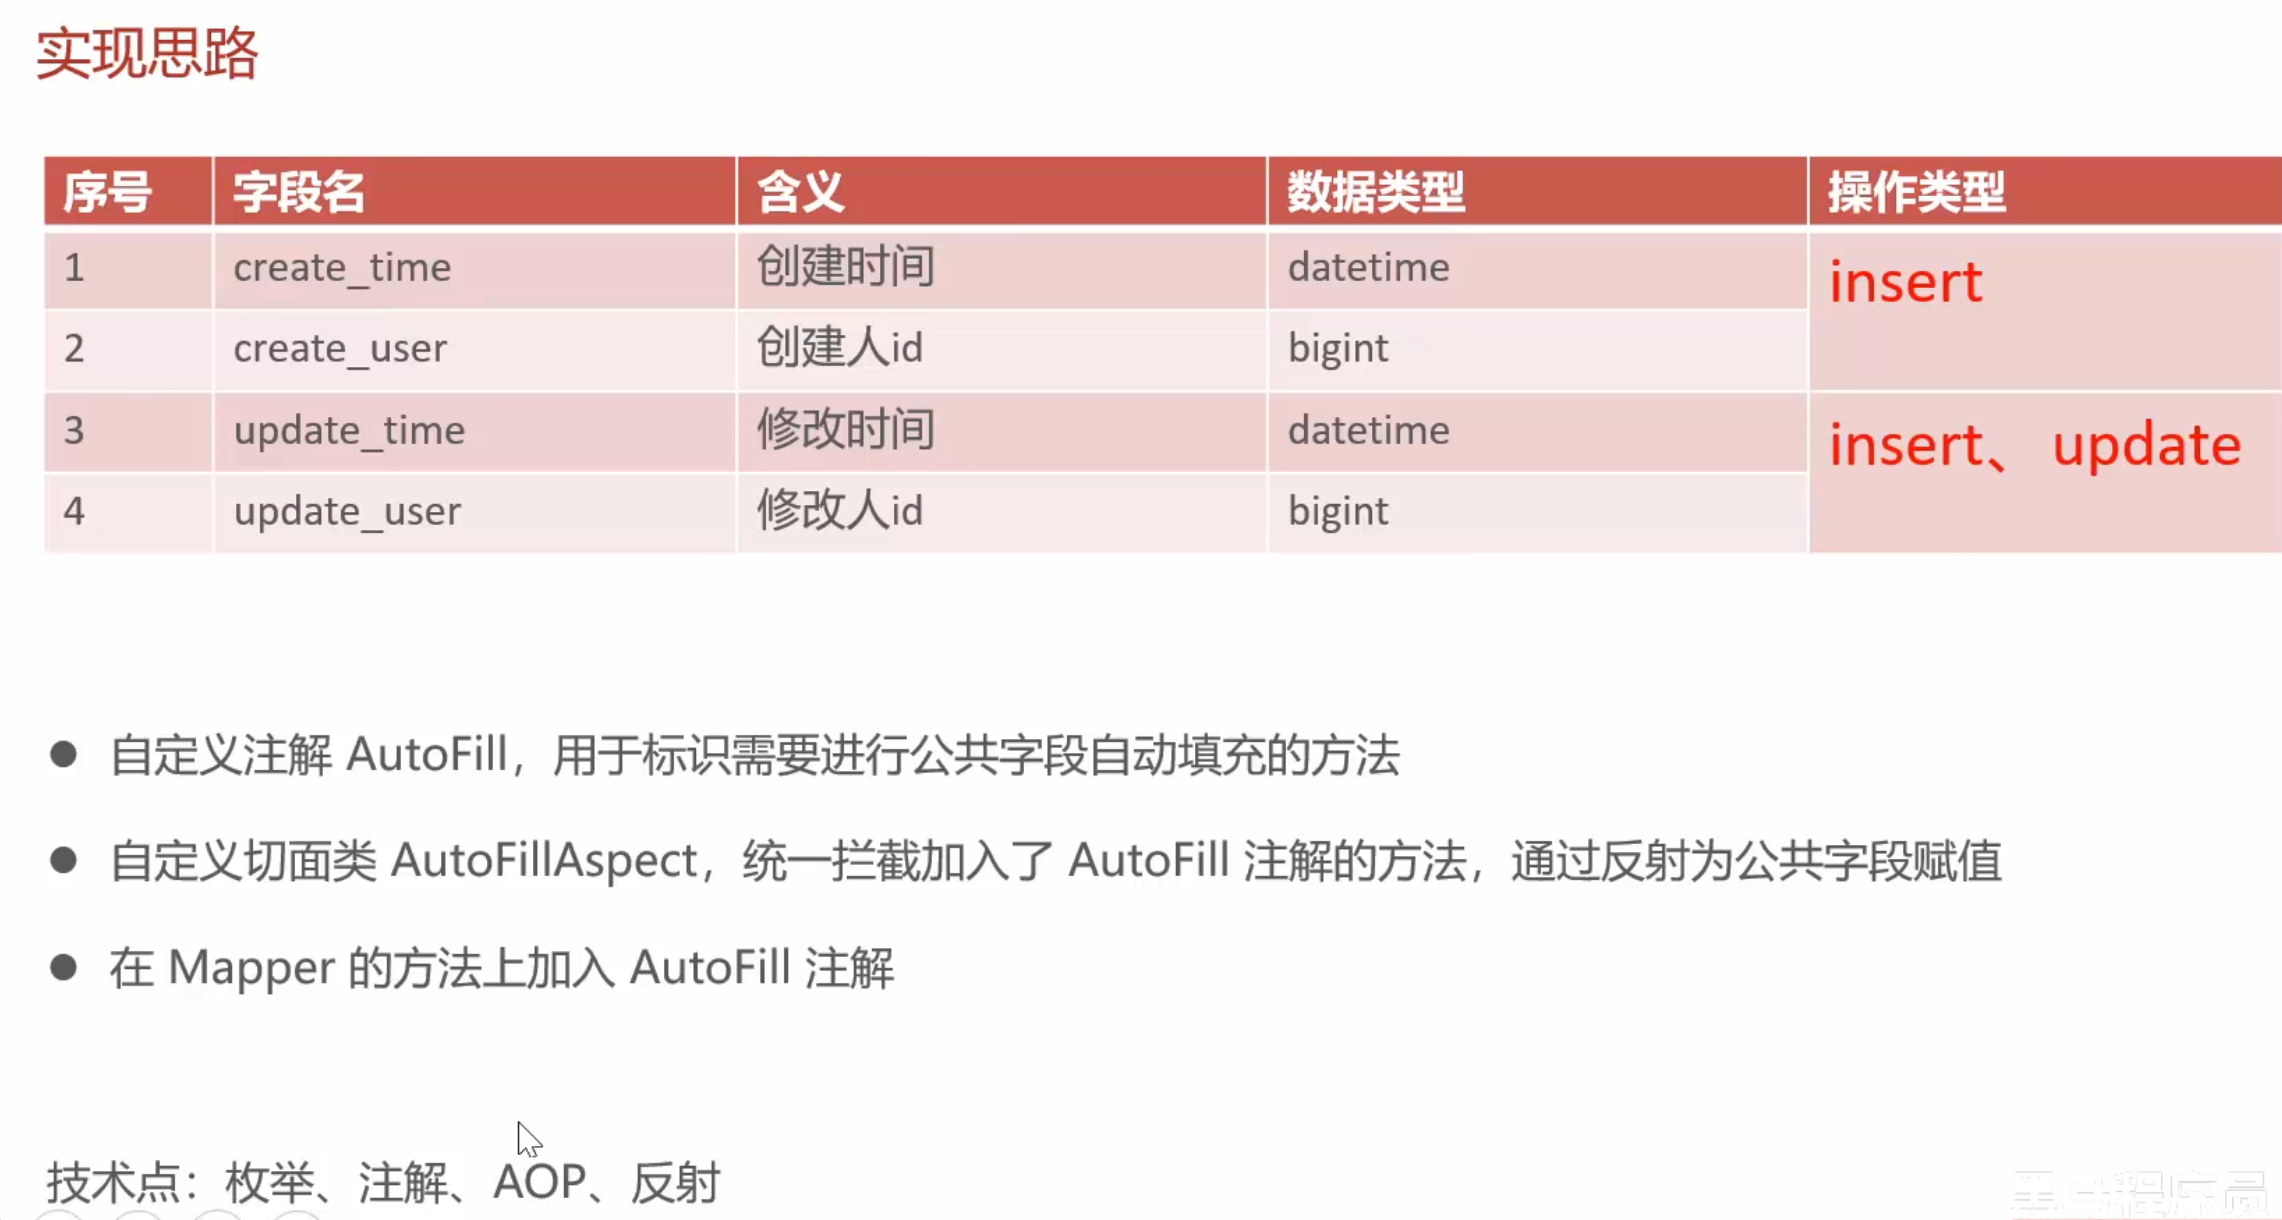 实现思路
序号 字段名 含义 数据类型 操作类型
1 create_time 创建时间 datetime insert
2 create_user 创建人id bigint
3 update_time 修改时间 datetime insert、 update
4 update_user 修改人id bigint
● 自定义注解 AutoFill，用于标识需要进行公共字段自动填充的方法
● 自定义切面类 AutoFillAspect，统一拦截加入了 AutoFill 注解的方法，通过反射为公共字段赋值
● 在 Mapper 的方法上加入 AutoFill 注解
技术点：枚举、注解、AOP、反射
黑马程序员